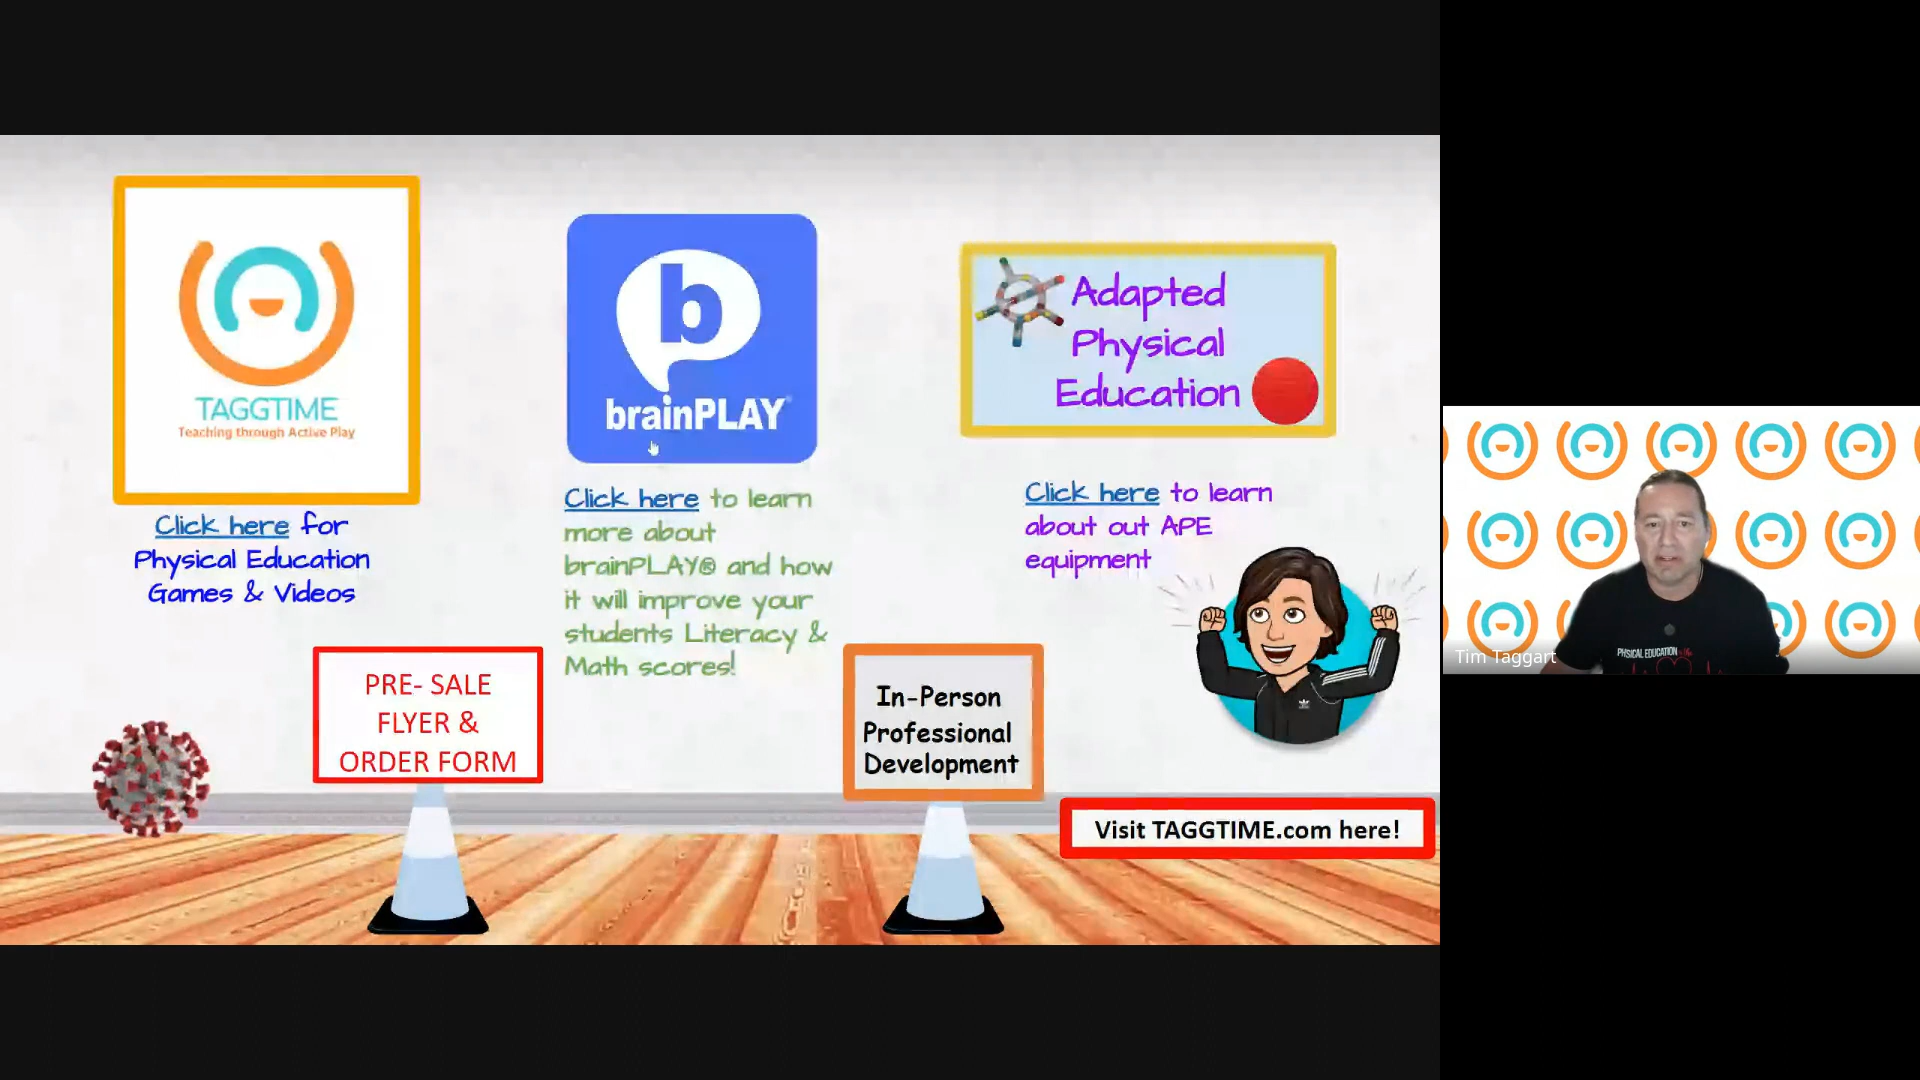 TAGGTIME
Teaching through Active Play
Click here for
Physical Education
Games & Videos
b
brainPLAY
Click here to learn
more about
brainPLAY® and how
it will improve your
students Literacy &
Math scores!
Adapted
Physical
Education
Click here to learn
about out APE
equipment
PRE- SALE
FLYER &
ORDER FORM
In-Person
Professional
Development
Visit TAGGTIME.com here!
PHYSICAL EDUCATION
Tim Taggart